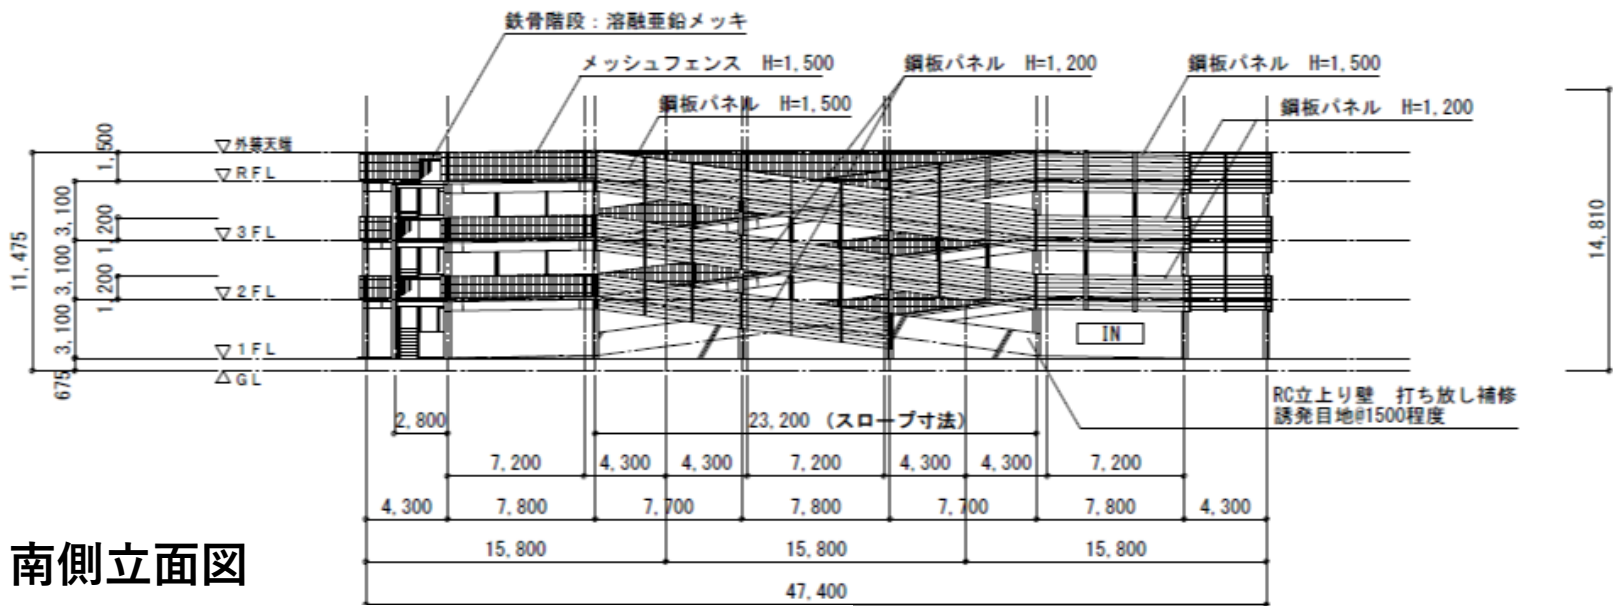 鉄骨階段：溶融亜鉛メッキ
メッシュフェンス H=1,500
鋼板パネル H=1,200
鋼板パネル H=1,500
鋼板パネル H=1,500
鋼板パネル H=1,200
▽外装天端
▽RFL
▽3FL
▽2FL
▽1FL
△GL
1,500
3,100
1,200
3,100
1,200
3,100
11,475
675
14,810
IN
RC立上り壁 打ち放し補修
誘発目地@1500程度
2,800
23,200 (スロープ寸法)
7,200 4,300 4,300 7,200 4,300 4,300 7,200
4,300 7,800 7,700 7,800 7,700 7,800 4,300
15,800 15,800 15,800
47,400
南側立面図